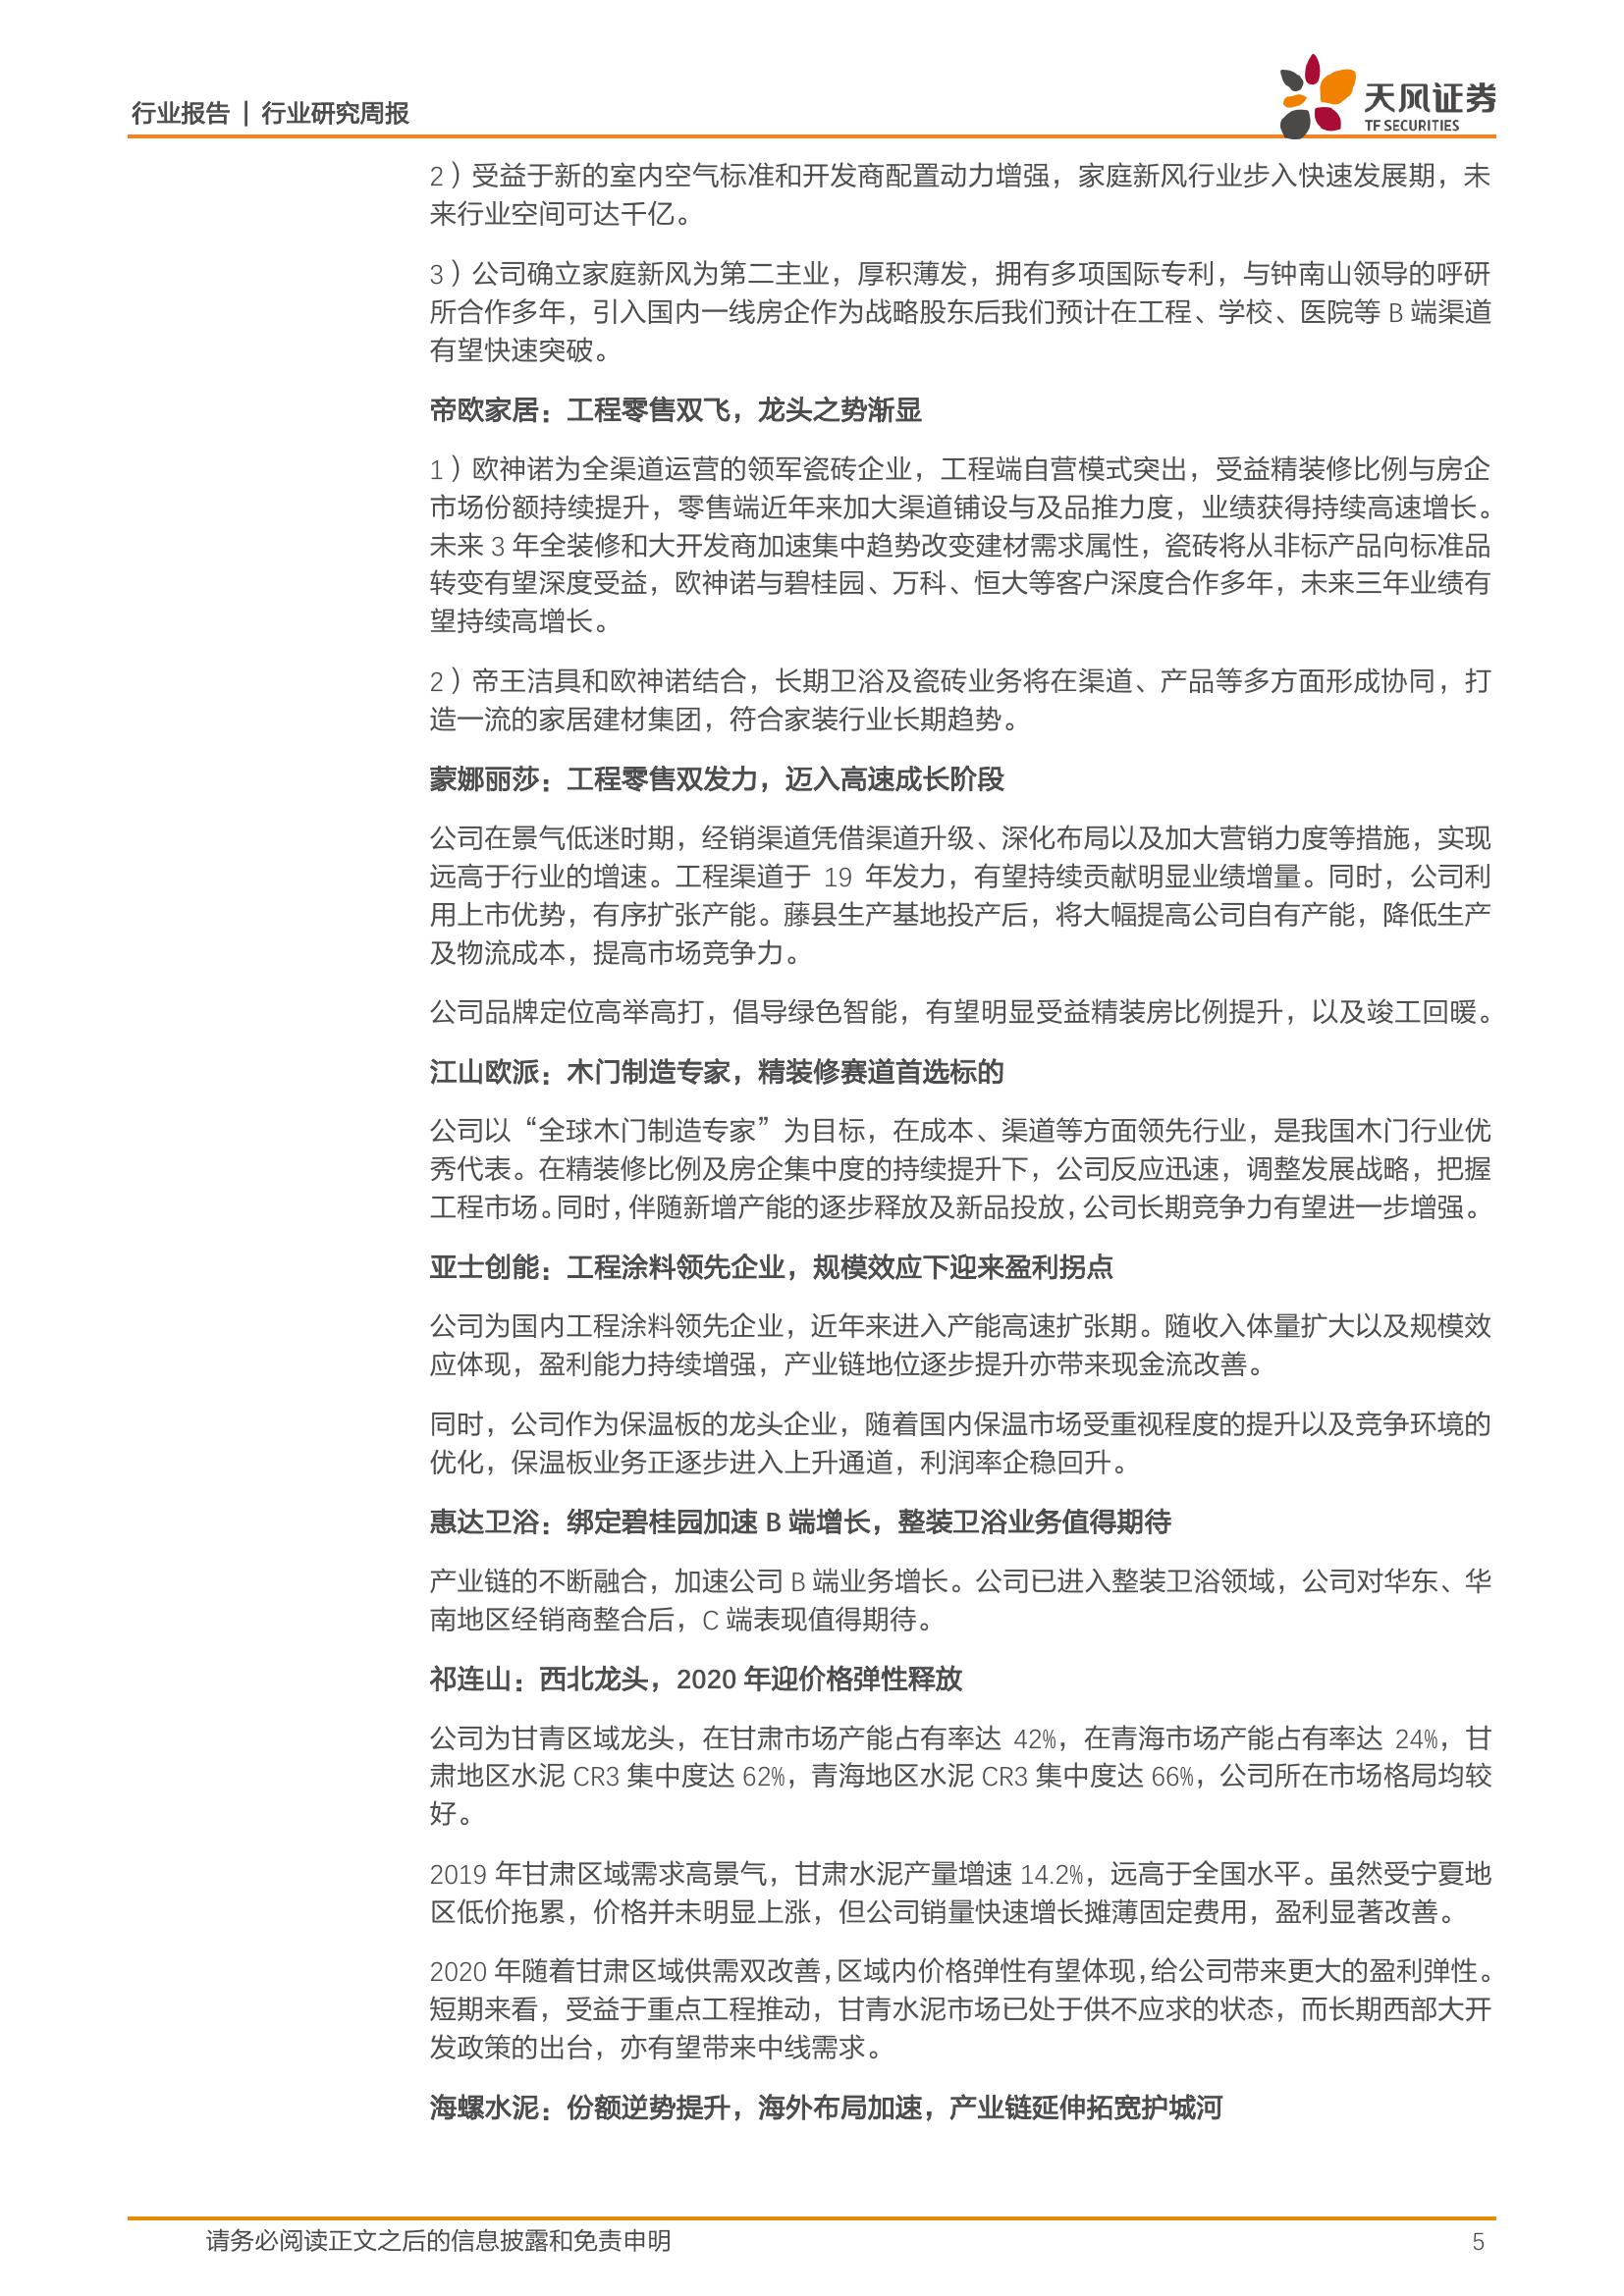 行业报告 | 行业研究周报
天风证券
TF SECURITIES
2）受益于新的室内空气标准和开发商配置动力增强，家庭新风行业步入快速发展期，未
来行业空间可达千亿。
3）公司确立家庭新风为第二主业，厚积薄发，拥有多项国际专利，与钟南山领导的呼研
所合作多年，引入国内一线房企作为战略股东后我们预计在工程、学校、医院等 B 端渠道
有望快速突破。
帝欧家居：工程零售双飞，龙头之势渐显
1）欧神诺为全渠道运营的领军瓷砖企业，工程端自营模式突出，受益精装修比例与房企
市场份额持续提升，零售端近年来加大渠道铺设与及品推力度，业绩获得持续高速增长。
未来 3 年全装修和大开发商加速集中趋势改变建材需求属性，瓷砖将从非标产品向标准品
转变有望深度受益，欧神诺与碧桂园、万科、恒大等客户深度合作多年，未来三年业绩有
望持续高增长。
2）帝王洁具和欧神诺结合，长期卫浴及瓷砖业务将在渠道、产品等多方面形成协同，打
造一流的家居建材集团，符合家装行业长期趋势。
蒙娜丽莎：工程零售双发力，迈入高速成长阶段
公司在景气低迷时期，经销渠道凭借渠道升级、深化布局以及加大营销力度等措施，实现
远高于行业的增速。工程渠道于 19 年发力，有望持续贡献明显业绩增量。同时，公司利
用上市优势，有序扩张产能。藤县生产基地投产后，将大幅提高公司自有产能，降低生产
及物流成本，提高市场竞争力。
公司品牌定位高举高打，倡导绿色智能，有望明显受益精装房比例提升，以及竣工回暖。
江山欧派：木门制造专家，精装修赛道首选标的
公司以“全球木门制造专家”为目标，在成本、渠道等方面领先行业，是我国木门行业优
秀代表。在精装修比例及房企集中度的持续提升下，公司反应迅速，调整发展战略，把握
工程市场。同时，伴随新增产能的逐步释放及新品投放，公司长期竞争力有望进一步增强。
亚士创能：工程涂料领先企业，规模效应下迎来盈利拐点
公司为国内工程涂料领先企业，近年来进入产能高速扩张期。随收入体量扩大以及规模效
应体现，盈利能力持续增强，产业链地位逐步提升亦带来现金流改善。
同时，公司作为保温板的龙头企业，随着国内保温市场受重视程度的提升以及竞争环境的
优化，保温板业务正逐步进入上升通道，利润率企稳回升。
惠达卫浴：绑定碧桂园加速 B 端增长，整装卫浴业务值得期待
产业链的不断融合，加速公司 B 端业务增长。公司已进入整装卫浴领域，公司对华东、华
南地区经销商整合后，C 端表现值得期待。
祁连山：西北龙头，2020 年迎价格弹性释放
公司为甘青区域龙头，在甘肃市场产能占有率达 42%，在青海市场产能占有率达 24%，甘
肃地区水泥 CR3 集中度达 62%，青海地区水泥 CR3 集中度达 66%，公司所在市场格局均较
好。
2019 年甘肃区域需求高景气，甘肃水泥产量增速 14.2%，远高于全国水平。虽然受宁夏地
区低价拖累，价格并未明显上涨，但公司销量快速增长摊薄固定费用，盈利显著改善。
2020 年随着甘肃区域供需双改善，区域内价格弹性有望体现，给公司带来更大的盈利弹性。
短期来看，受益于重点工程推动，甘青水泥市场已处于供不应求的状态，而长期西部大开
发政策的出台，亦有望带来中线需求。
海螺水泥：份额逆势提升，海外布局加速，产业链延伸拓宽护城河
请务必阅读正文之后的信息披露和免责申明
5